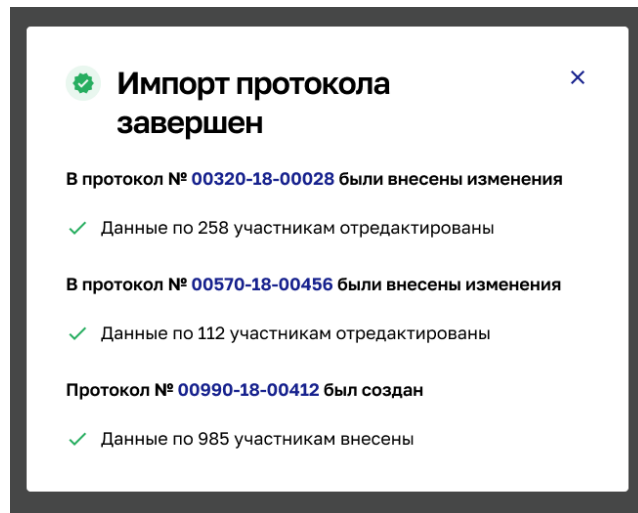 Импорт протокола
завершен
В протокол № 00320-18-00028 были внесены изменения
Данные по 258 участникам отредактированы
В протокол № 00570-18-00456 были внесены изменения
Данные по 112 участникам отредактированы
Протокол № 00990-18-00412 был создан
Данные по 985 участникам внесены